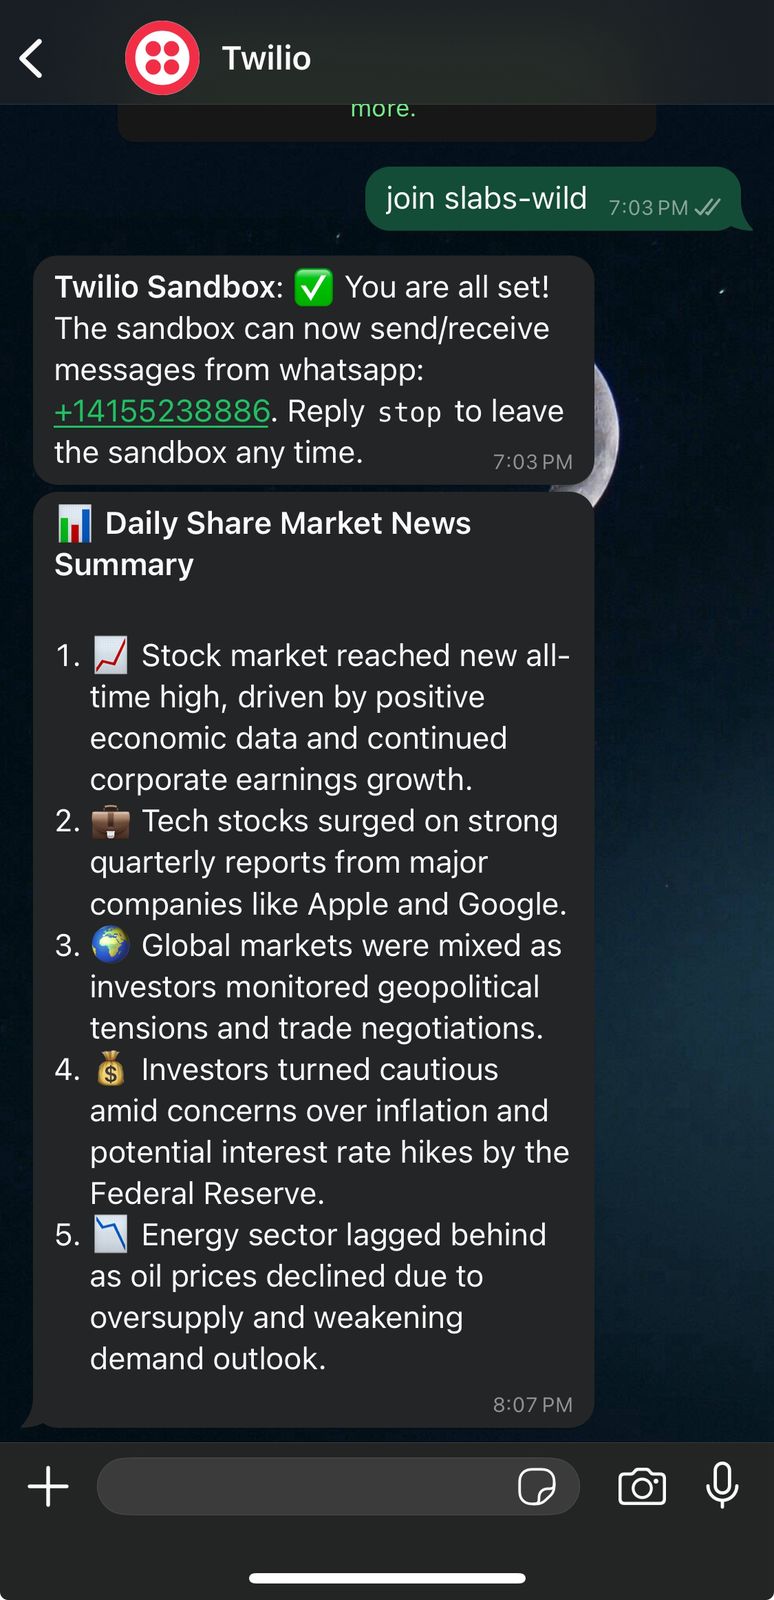 Twilio
more.
join slabs-wild 7:03 PM
Twilio Sandbox: ✅ You are all set!
The sandbox can now send/receive
messages from whatsapp:
+14155238886. Reply stop to leave
the sandbox any time. 7:03 PM
📊 Daily Share Market News
Summary
1. 📈 Stock market reached new all-
time high, driven by positive
economic data and continued
corporate earnings growth.
2. 💼 Tech stocks surged on strong
quarterly reports from major
companies like Apple and Google.
3. 🌍 Global markets were mixed as
investors monitored geopolitical
tensions and trade negotiations.
4. 💰 Investors turned cautious
amid concerns over inflation and
potential interest rate hikes by the
Federal Reserve.
5. 📉 Energy sector lagged behind
as oil prices declined due to
oversupply and weakening
demand outlook.
8:07 PM